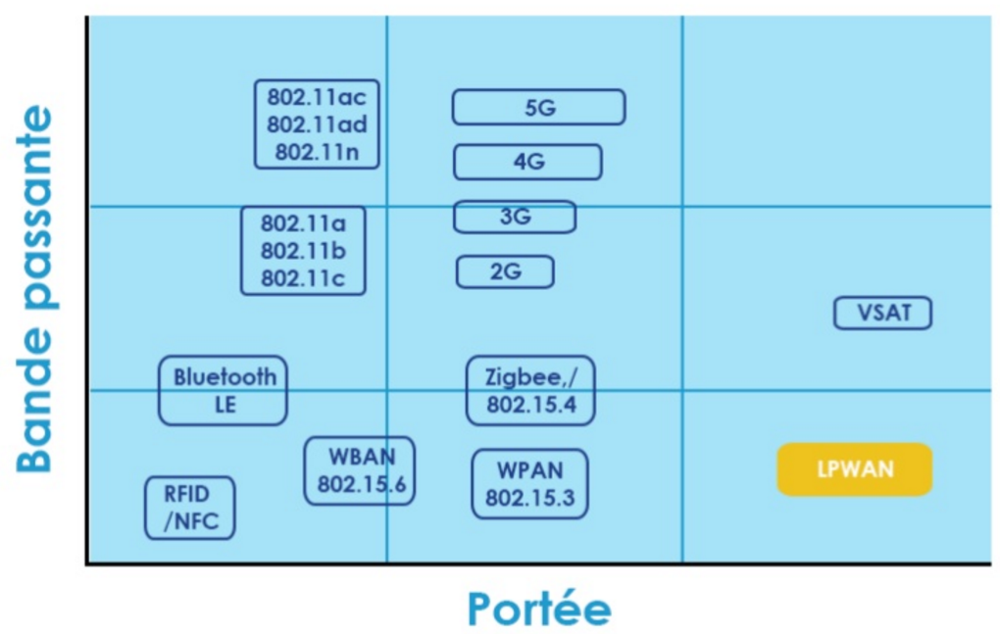 Bande passante
802.11ac
802.11ad
802.11n
5G
4G
3G
802.11a
802.11b
802.11c
2G
VSAT
Bluetooth
LE
Zigbee,/
802.15.4
WBAN
802.15.6
WPAN
802.15.3
LPWAN
RFID
/NFC
Portée